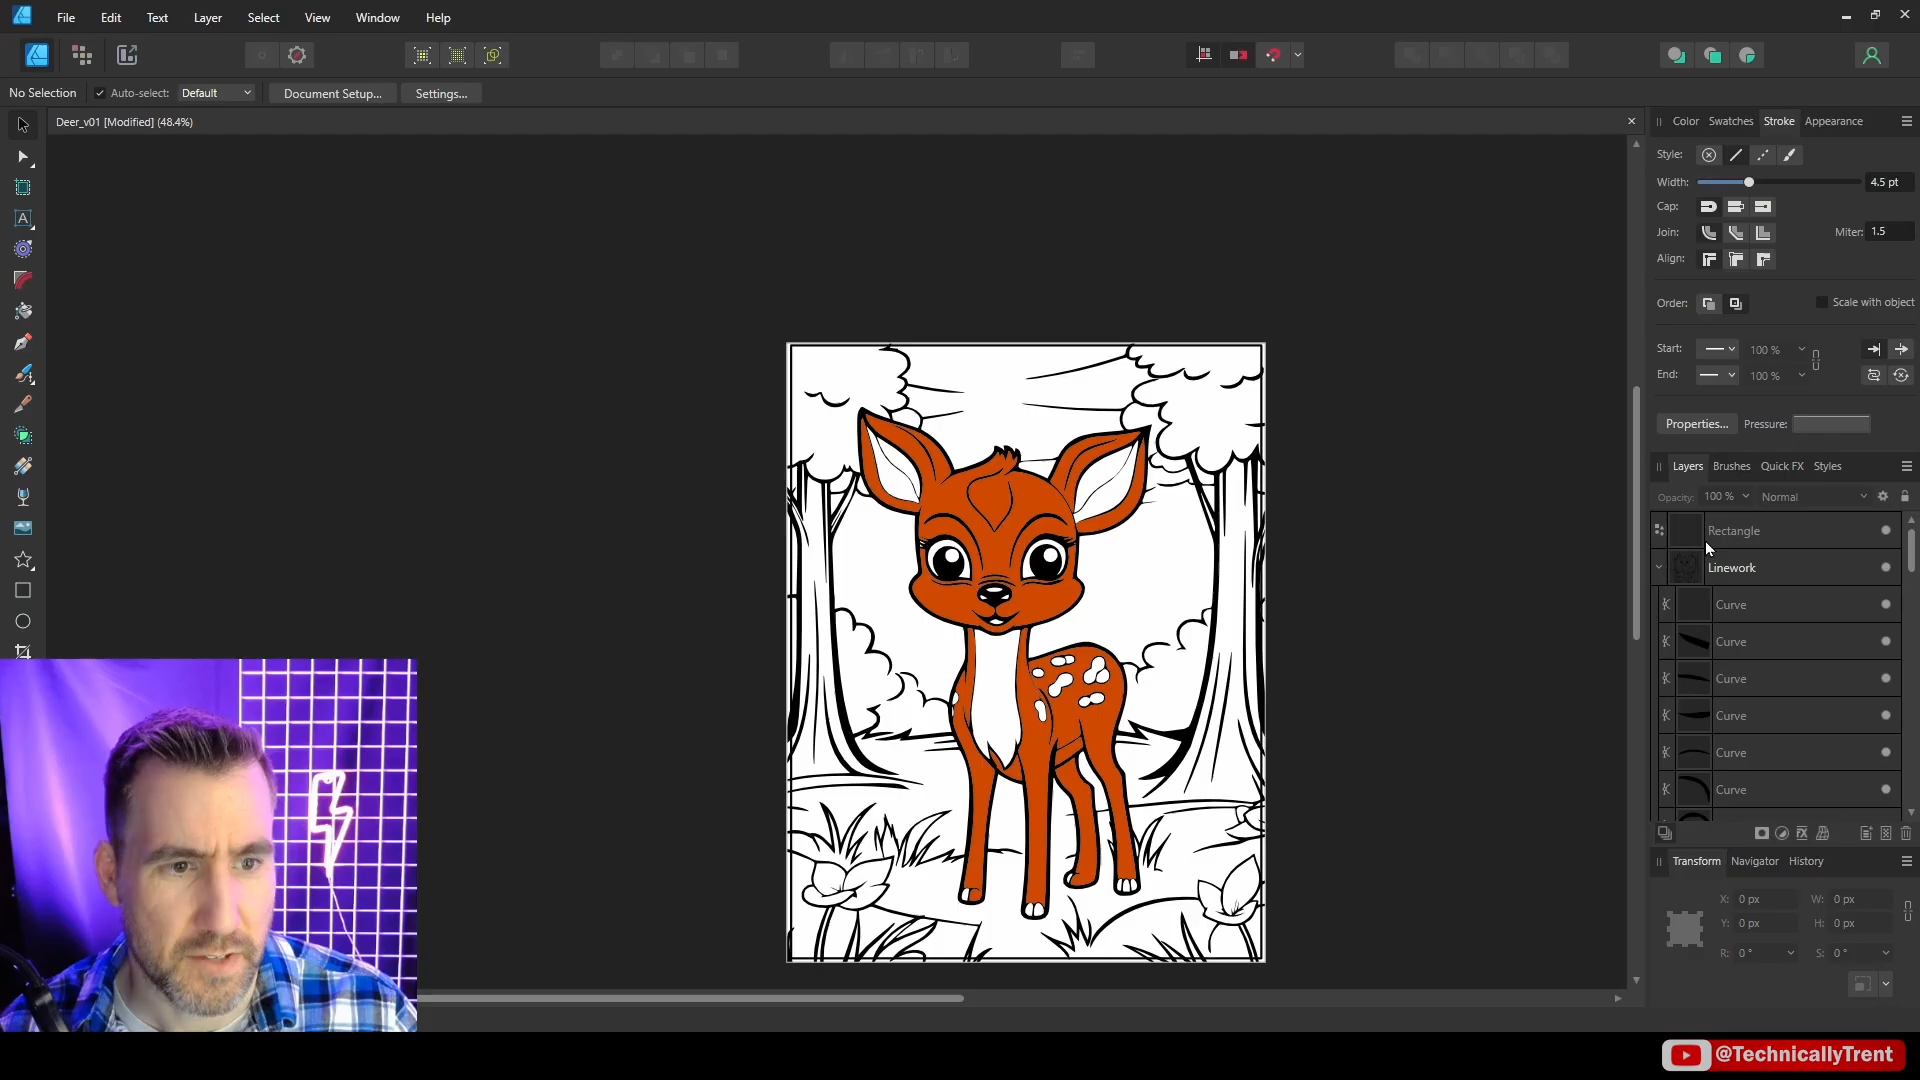 File Edit Text Layer Select View Window Help
No Selection Auto-select: Default Document Setup... Settings...
Deer_v01 [Modified] (48.4%)
Color Swatches Stroke Appearance
Style:
Width: 4.5 pt
Cap:
Join: Miter: 1.5
Align:
Order: Scale with object
Start: 100 %
End: 100 %
Properties... Pressure:
Layers Brushes Quick FX Styles
Opacity: 100 % Normal
Rectangle
Linework
Curve
Curve
Curve
Curve
Curve
Curve
Transform Navigator History
X: 0 px W: 0 px
Y: 0 px H: 0 px
R: 0 ° S: 0 °
@TechnicallyTrent